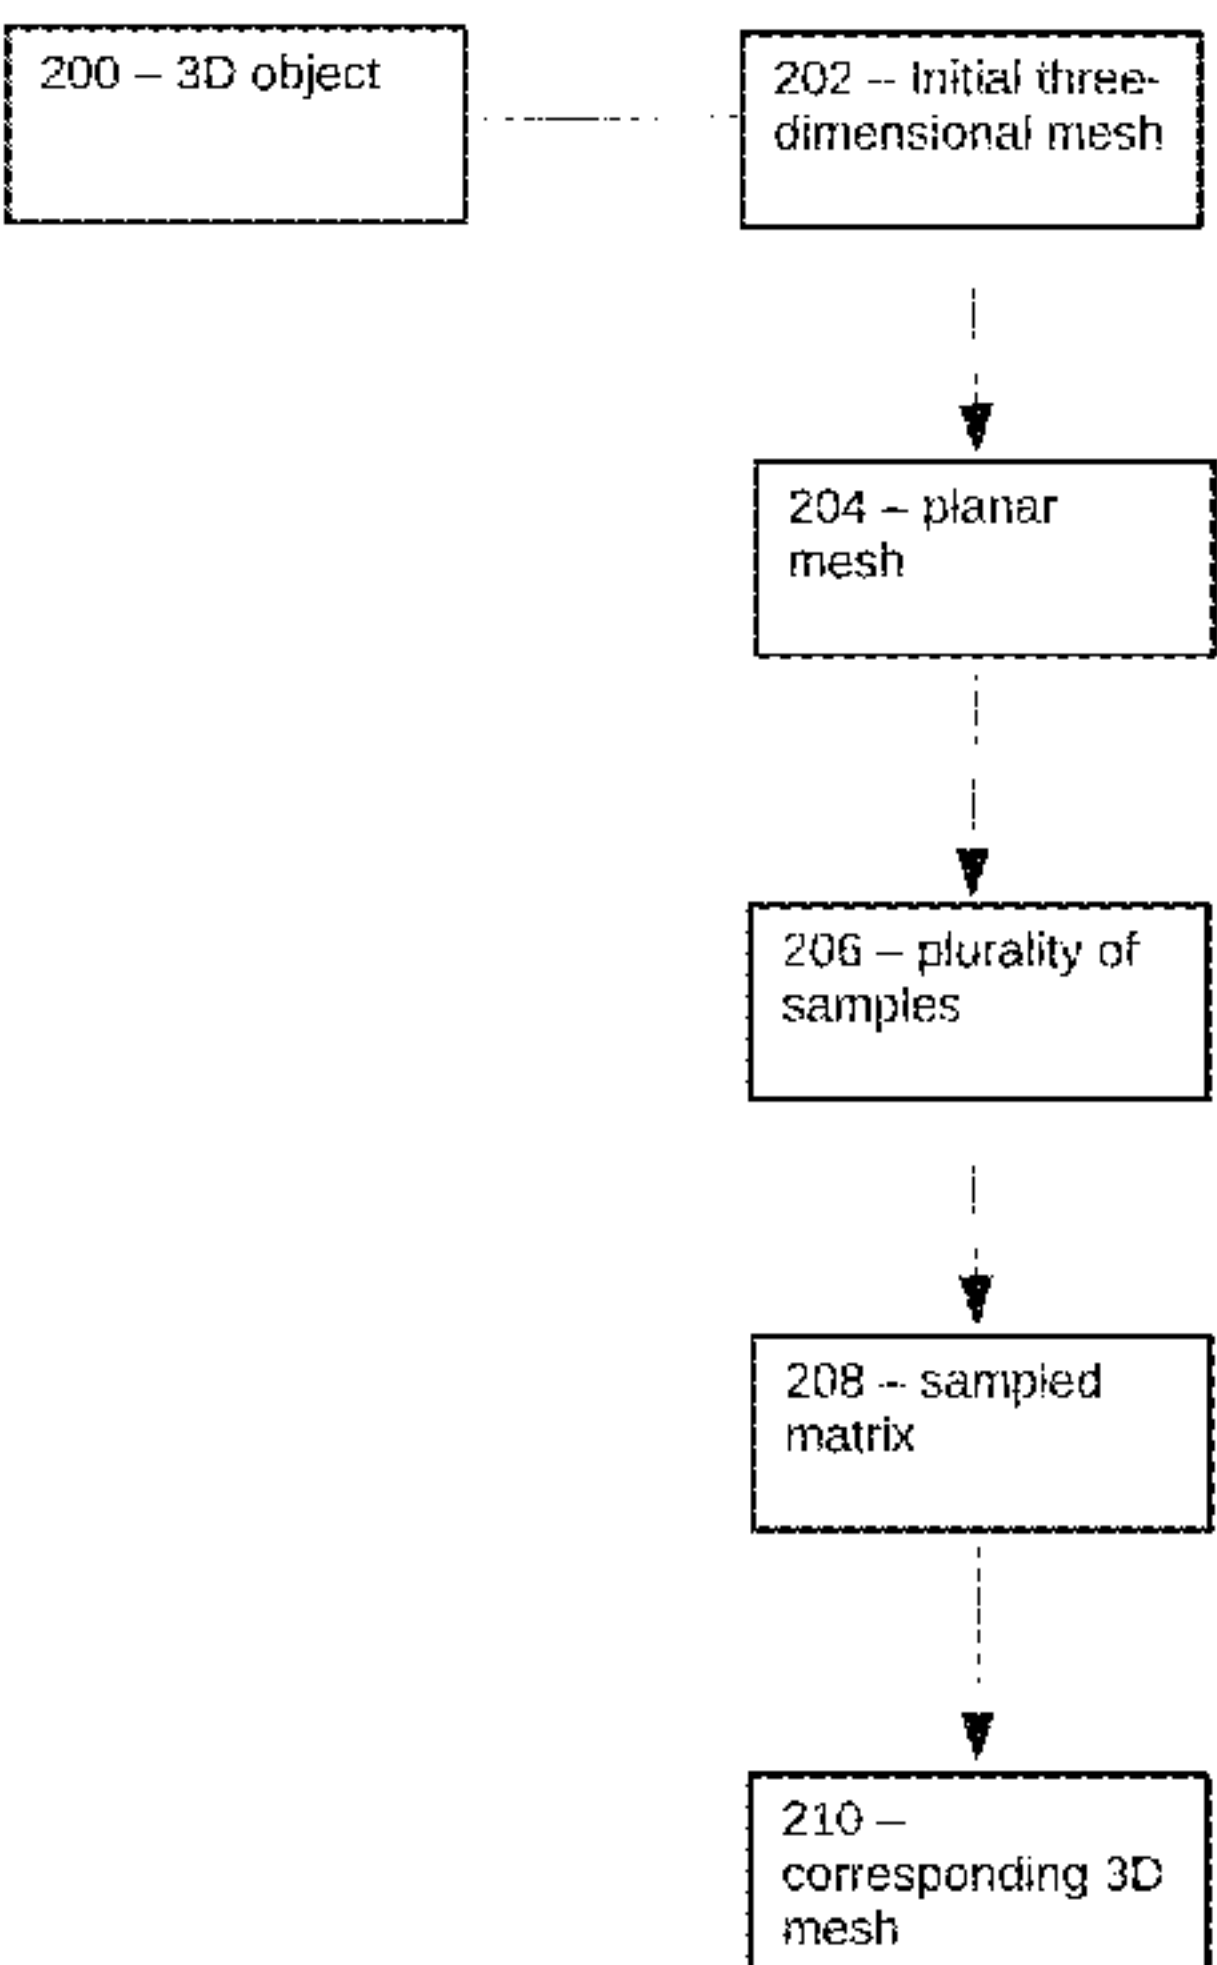 200 – 3D object
202 – Initial three-
dimensional mesh
204 – planar
mesh
206 – plurality of
samples
208 – sampled
matrix
210 –
corresponding 3D
mesh